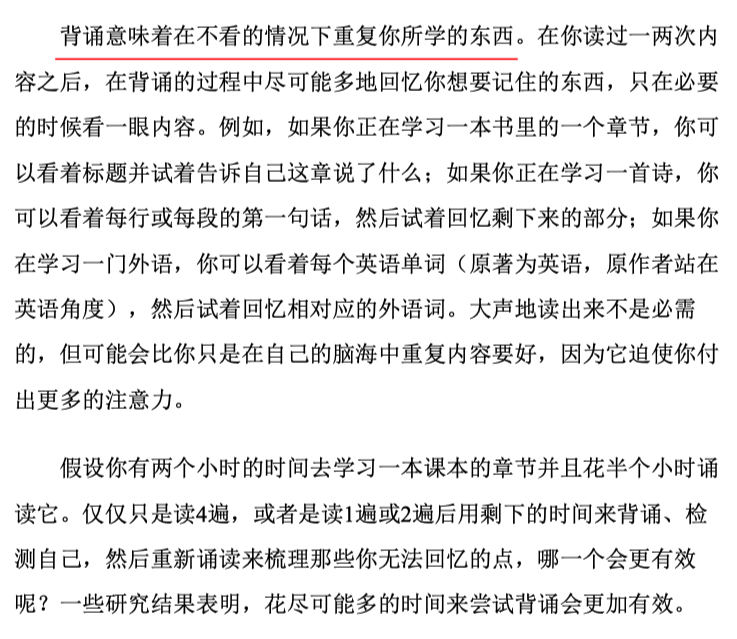 背诵意味着在不看的情况下重复你所学的东西。在你读过一两次内
容之后，在背诵的过程中尽可能多地回忆你想要记住的东西，只在必要
的时候看一眼内容。例如，如果你正在学习一本书里的一个章节，你可
以看着标题并试着告诉自己这章说了什么；如果你正在学习一首诗，你
可以看着每行或每段的第一句话，然后试着回忆剩下来的部分；如果你
在学习一门外语，你可以看着每个英语单词（原著为英语，原作者站在
英语角度），然后试着回忆相对应的外语词。大声地读出来不是必需
的，但可能会比你只是在自己的脑海中重复内容要好，因为它迫使你付
出更多的注意力。
假设你有两个小时的时间去学习一本课本的章节并且花半个小时诵
读它。仅仅只是读4遍，或者是读1遍或2遍后用剩下的时间来背诵、检
测自己，然后重新诵读来梳理那些你无法回忆的点，哪一个会更有效
呢？一些研究结果表明，花尽可能多的时间来尝试背诵会更加有效。